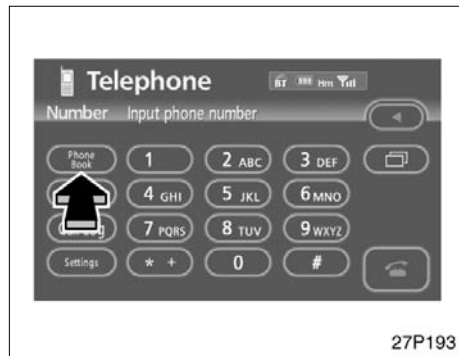 Telephone BT Hm
Number Input phone number
Phone Book 1 2 ABC 3 DEF
4 GHI 5 JKL 6 MNO
7 PQRS 8 TUV 9 WXYZ
Settings * + 0 #
27P193